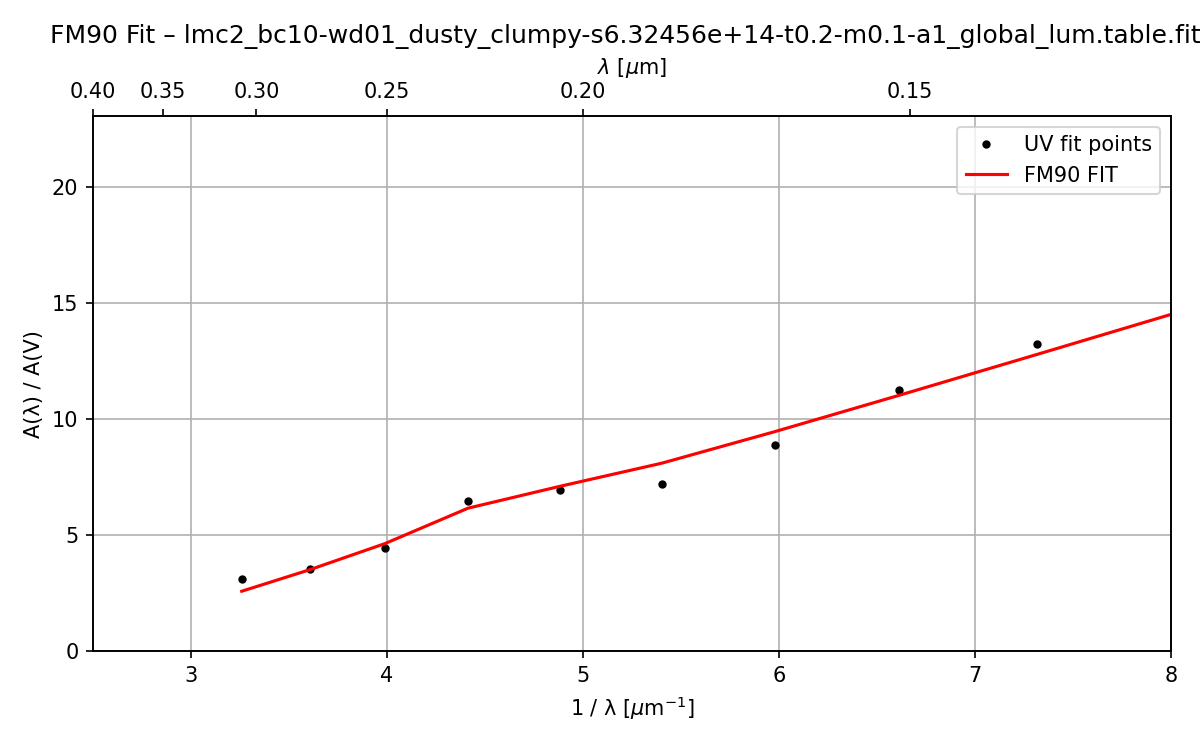 FM90 Fit – lmc2_bc10-wd01_dusty_clumpy-s6.32456e+14-t0.2-m0.1-a1_global_lum.table.fit
λ [μm]
0.40 0.35 0.30 0.25 0.20 0.15
UV fit points
FM90 FIT
A(λ) / A(V)
20
15
10
5
0
3 4 5 6 7 8
1 / λ [μm⁻¹]